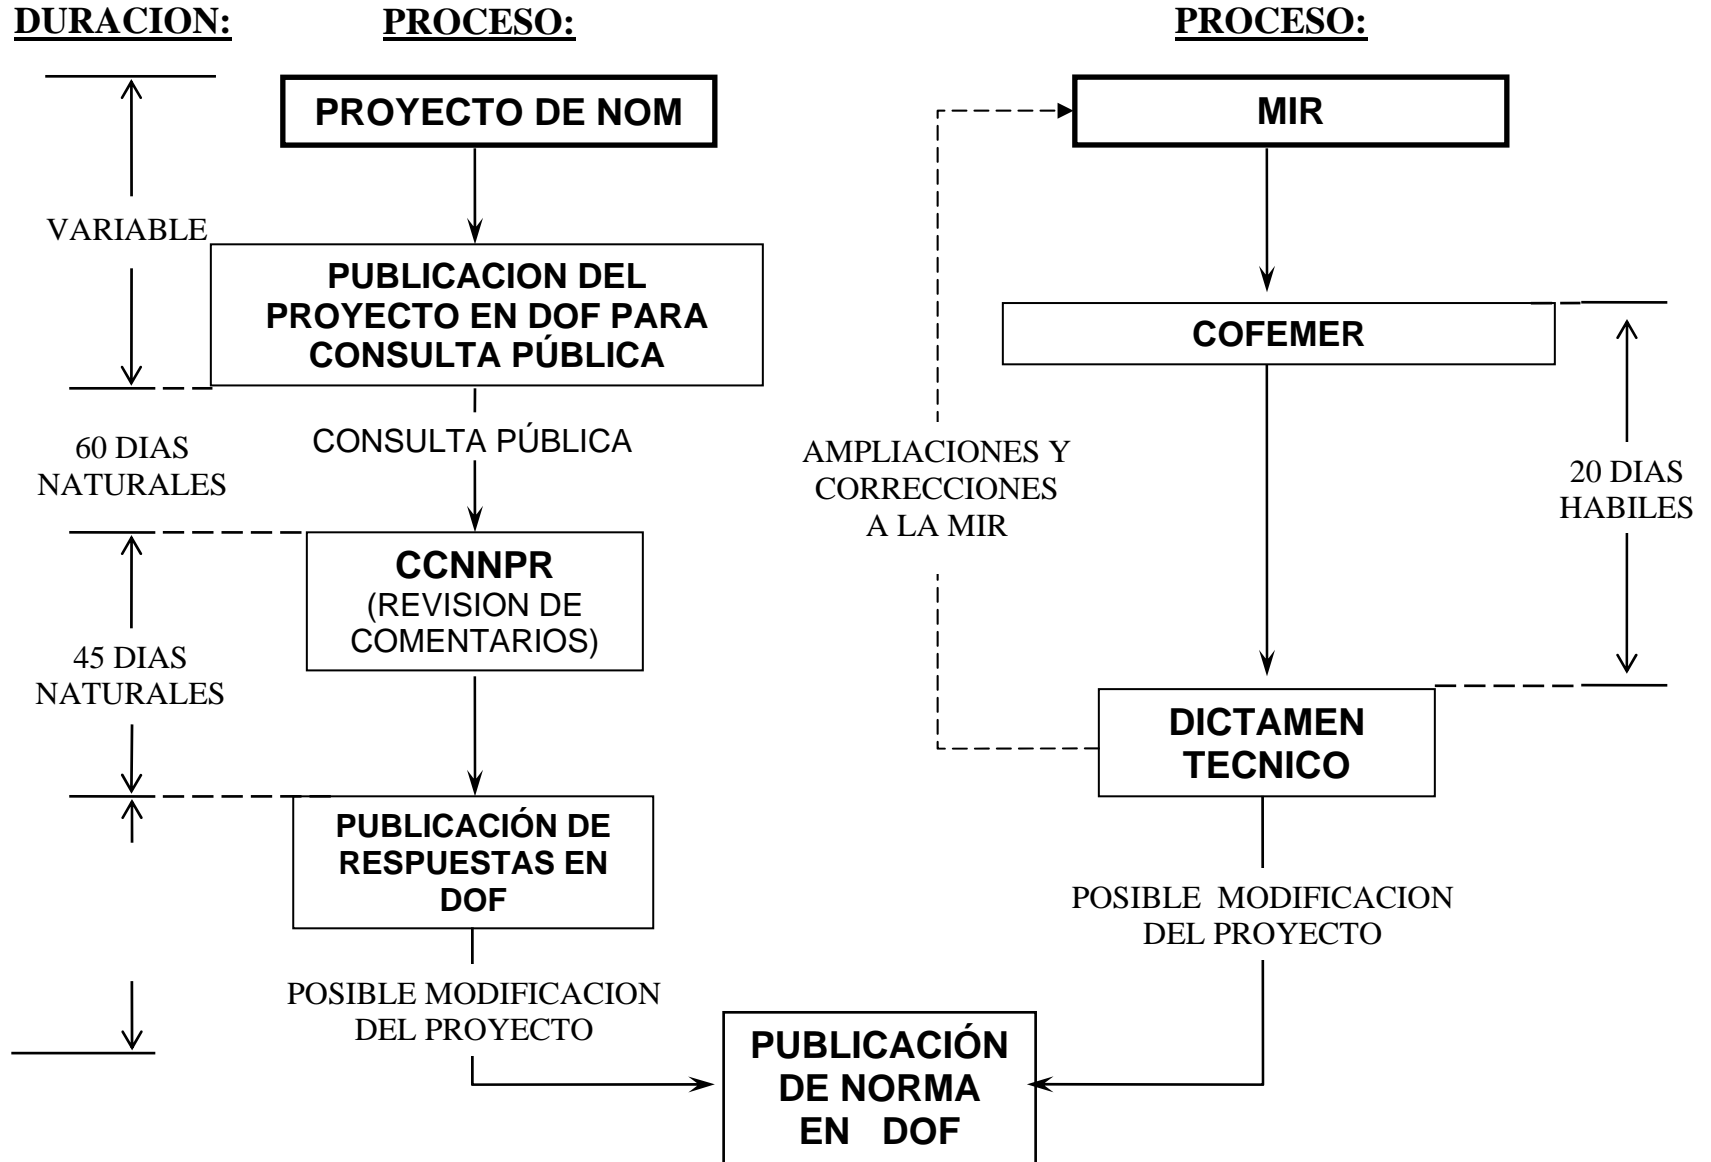 DURACION:
PROCESO:
PROCESO:
PROYECTO DE NOM
MIR
VARIABLE
PUBLICACION DEL
PROYECTO EN DOF PARA
CONSULTA PÚBLICA
COFEMER
60 DIAS
NATURALES
CONSULTA PÚBLICA
AMPLIACIONES Y
CORRECCIONES
A LA MIR
20 DIAS
HABILES
CCNNPR
(REVISION DE
COMENTARIOS)
45 DIAS
NATURALES
DICTAMEN
TECNICO
PUBLICACIÓN DE
RESPUESTAS EN
DOF
POSIBLE MODIFICACION
DEL PROYECTO
POSIBLE MODIFICACION
DEL PROYECTO
PUBLICACIÓN
DE NORMA
EN DOF